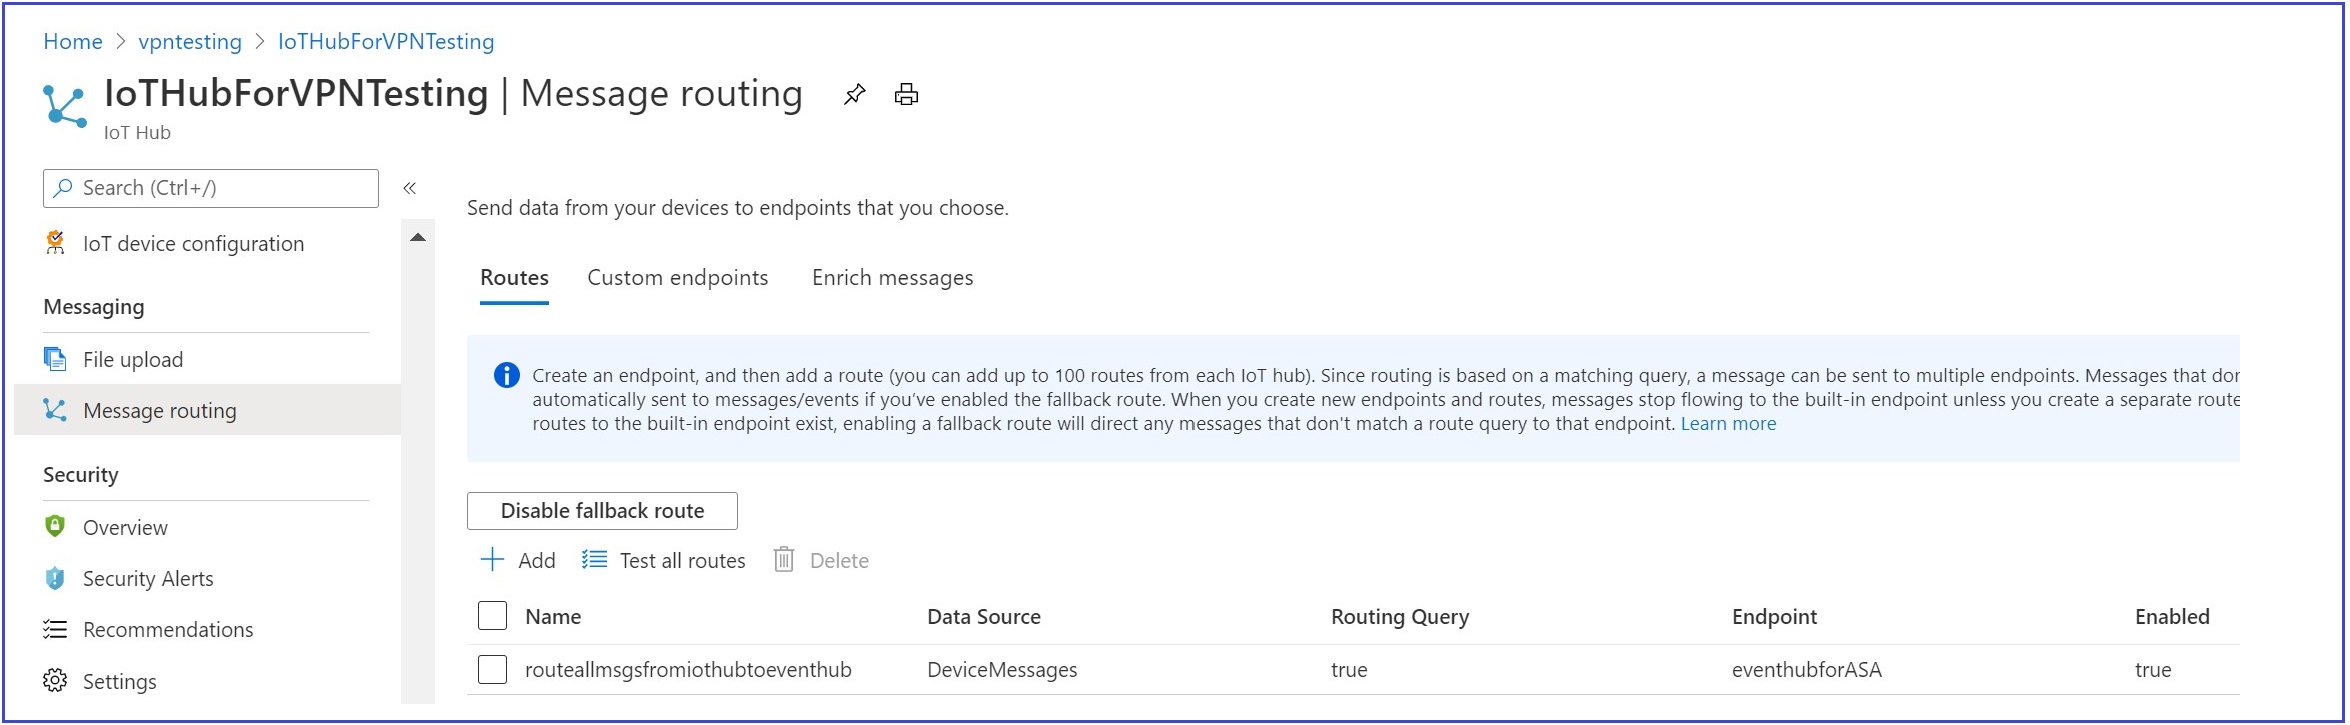 Home > vpntesting > IoTHubForVPNTesting
IoTHubForVPNTesting | Message routing
IoT Hub
Search (Ctrl+/)
IoT device configuration
Messaging
File upload
Message routing
Security
Overview
Security Alerts
Recommendations
Settings
Send data from your devices to endpoints that you choose.
Routes Custom endpoints Enrich messages
Create an endpoint, and then add a route (you can add up to 100 routes from each IoT hub). Since routing is based on a matching query, a message can be sent to multiple endpoints. Messages that
automatically sent to messages/events if you've enabled the fallback route. When you create new endpoints and routes, messages stop flowing to the built-in endpoint unless you create a separate route
routes to the built-in endpoint exist, enabling a fallback route will direct any messages that don't match a route query to that endpoint. Learn more
Disable fallback route
Add Test all routes Delete
Name Data Source Routing Query Endpoint Enabled
routeallmsgsfromiothubtoeventhub DeviceMessages true eventhubforASA true